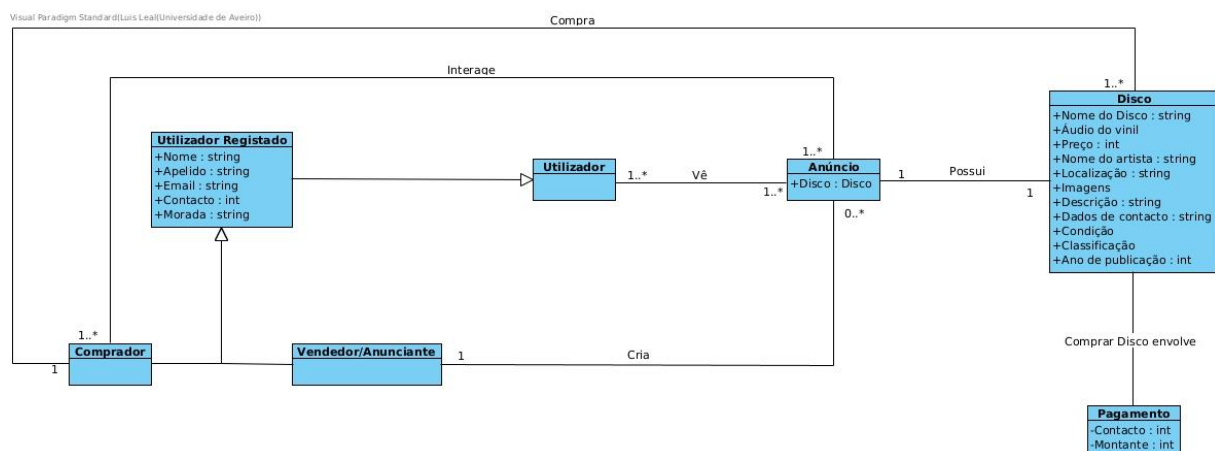 Visual Paradigm Standard(Luis Leal(Universidade de Aveiro))
Compra
Interage
1..*
Disco
+Nome do Disco : string
+Áudio do vinil
+Preço : int
+Nome do artista : string
+Localização : string
+Imagens
+Descrição : string
+Dados de contacto : string
+Condição
+Classificação
+Ano de publicação : int
Utilizador Registado
+Nome : string
+Apelido : string
+Email : string
+Contacto : int
+Morada : string
Utilizador
1..*
Vê
1..*
1..*
Anúncio
+Disco : Disco
0..*
1
Possui
1
1..*
Comprador
1
Vendedor/Anunciante
1
Cria
Comprar Disco envolve
Pagamento
-Contacto : int
-Montante : int